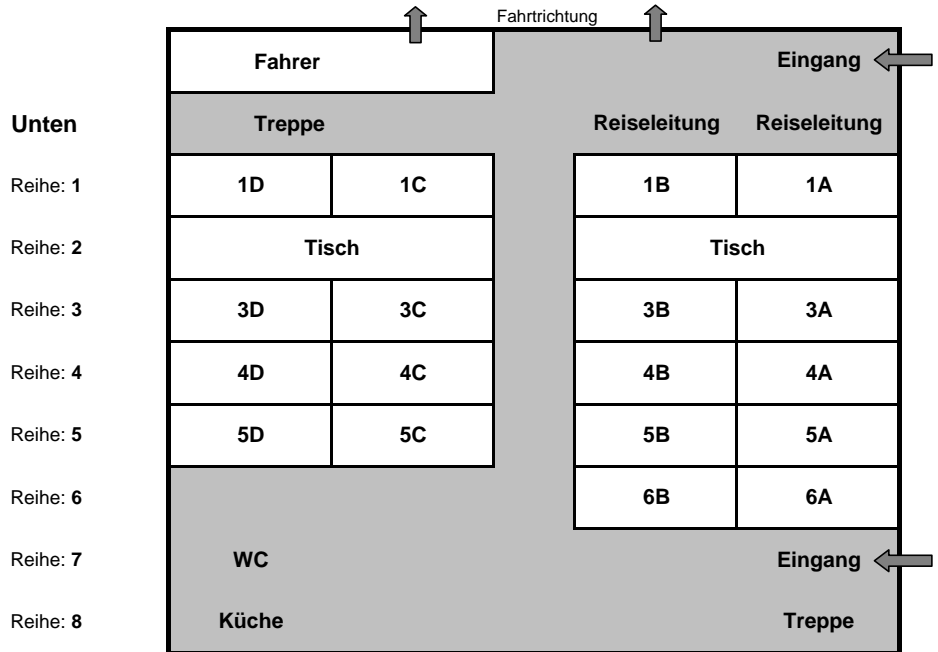 Fahrtrichtung
Fahrer Eingang
Unten Treppe Reiseleitung Reiseleitung
Reihe: 1 1D 1C 1B 1A
Reihe: 2 Tisch Tisch
Reihe: 3 3D 3C 3B 3A
Reihe: 4 4D 4C 4B 4A
Reihe: 5 5D 5C 5B 5A
Reihe: 6 6B 6A
Reihe: 7 WC Eingang
Reihe: 8 Küche Treppe